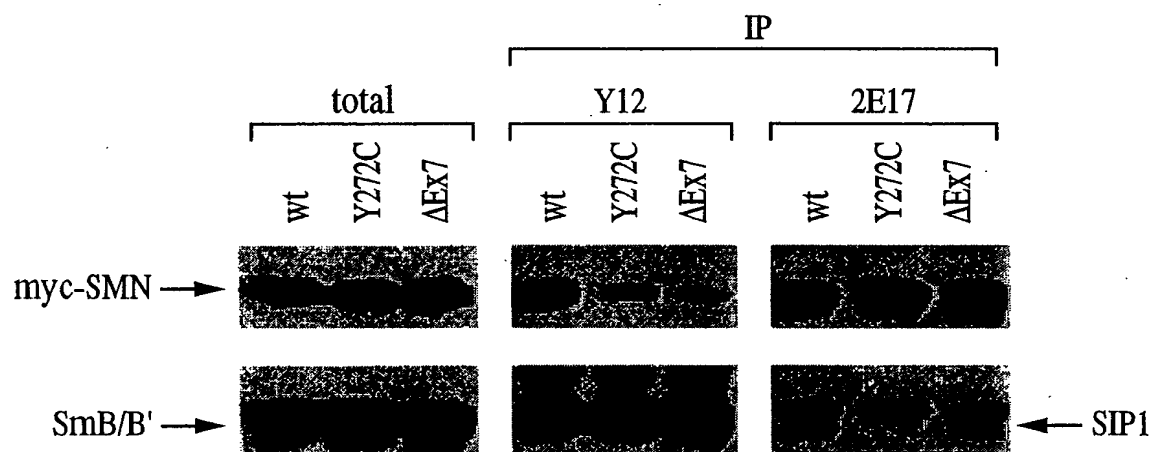 IP
total Y12 2E17
wt Y272C ΔEx7 wt Y272C ΔEx7 wt Y272C ΔEx7
myc-SMN
SmB/B' SIP1